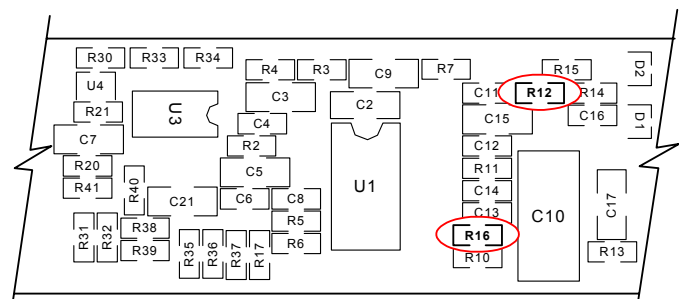 R30 R33 R34 R4 R3 C9 R7 R15 D2
U4 C3 C11 R12 R14
R21 U3 C2 C15 C16 D1
C7 C4 R2 C12
R20 R40 C5 U1 R11
R41 C21 C6 C8 C14 C10 C17
R31 R32 R38 R5 C13
R39 R35 R36 R37 R17 R6 R16 R13
R10